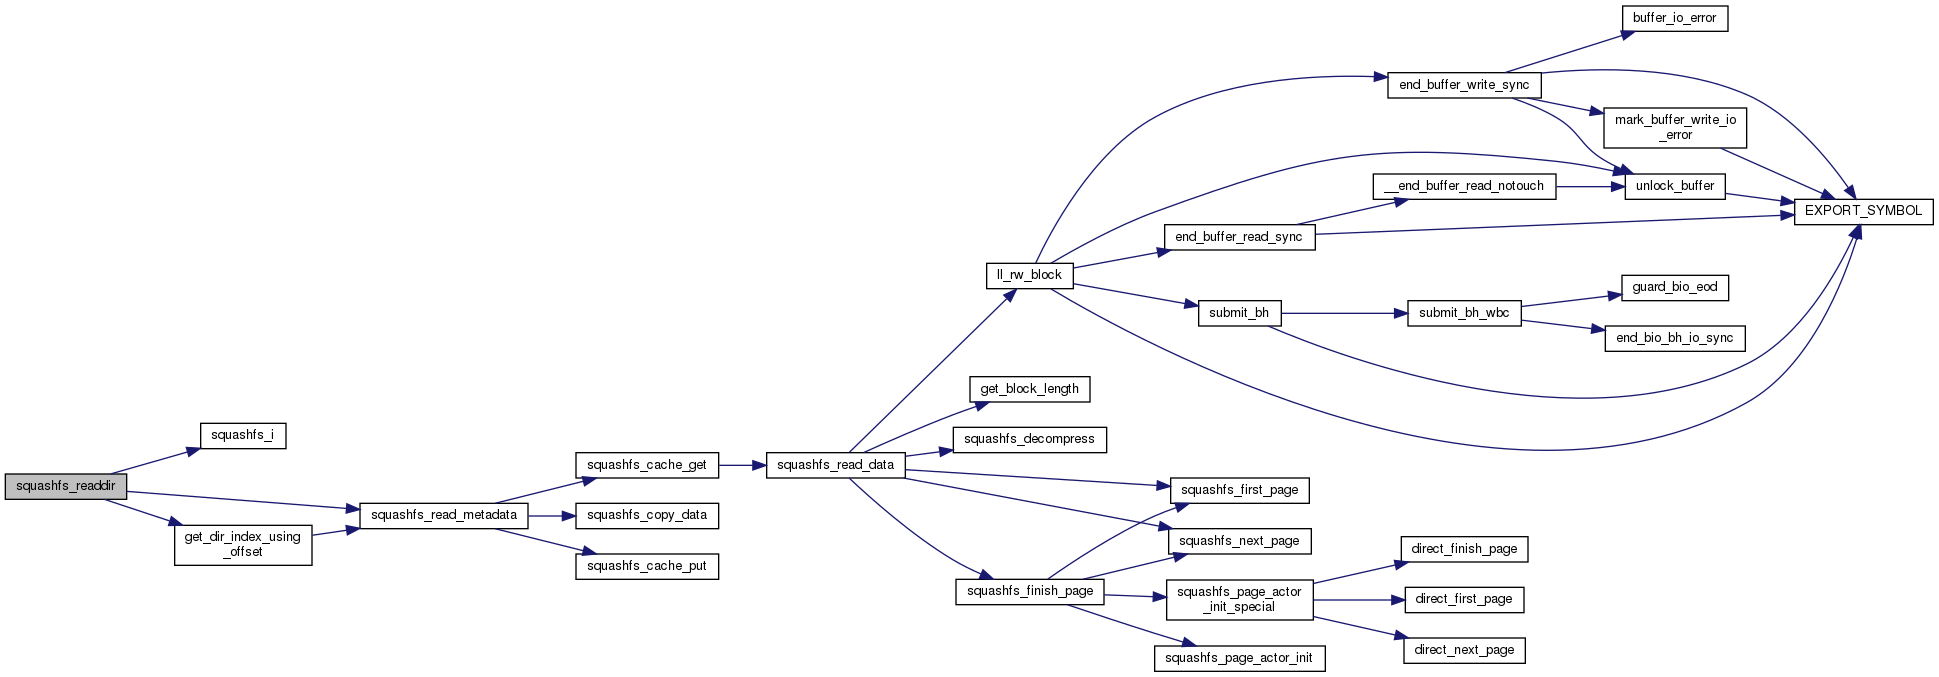 buffer_io_error
end_buffer_write_sync
mark_buffer_write_io
_error
__end_buffer_read_notouch
unlock_buffer
EXPORT_SYMBOL
end_buffer_read_sync
ll_rw_block
guard_bio_eod
submit_bh
submit_bh_wbc
end_bio_bh_io_sync
get_block_length
squashfs_i
squashfs_decompress
squashfs_cache_get
squashfs_read_data
squashfs_readdir
squashfs_first_page
squashfs_read_metadata
squashfs_copy_data
get_dir_index_using
_offset
squashfs_next_page
direct_finish_page
squashfs_cache_put
squashfs_finish_page
squashfs_page_actor
_init_special
direct_first_page
direct_next_page
squashfs_page_actor_init